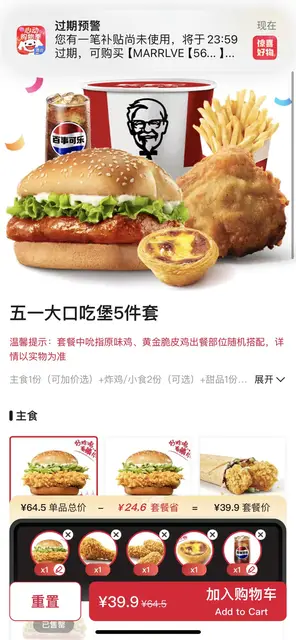 过期预警
现在
您有一笔补贴尚未使用，将于23:59
过期，可购买【MARRLVE【56...】...
惊喜
好物
百事可乐
KFC
五一大口吃堡5件套
温馨提示：套餐中吮指原味鸡、黄金脆皮鸡出餐部位随机搭配，详
情以实物为准
主食1份（可加价选）+炸鸡/小食2份（可选）+甜品1份...
展开
主食
¥64.5 单品总价 － ¥24.6 套餐省 ＝ ¥39.9 套餐价
x1
x1
x1
x1
x1
重置
¥39.9 ¥64.5
加入购物车
Add to Cart
已售罄